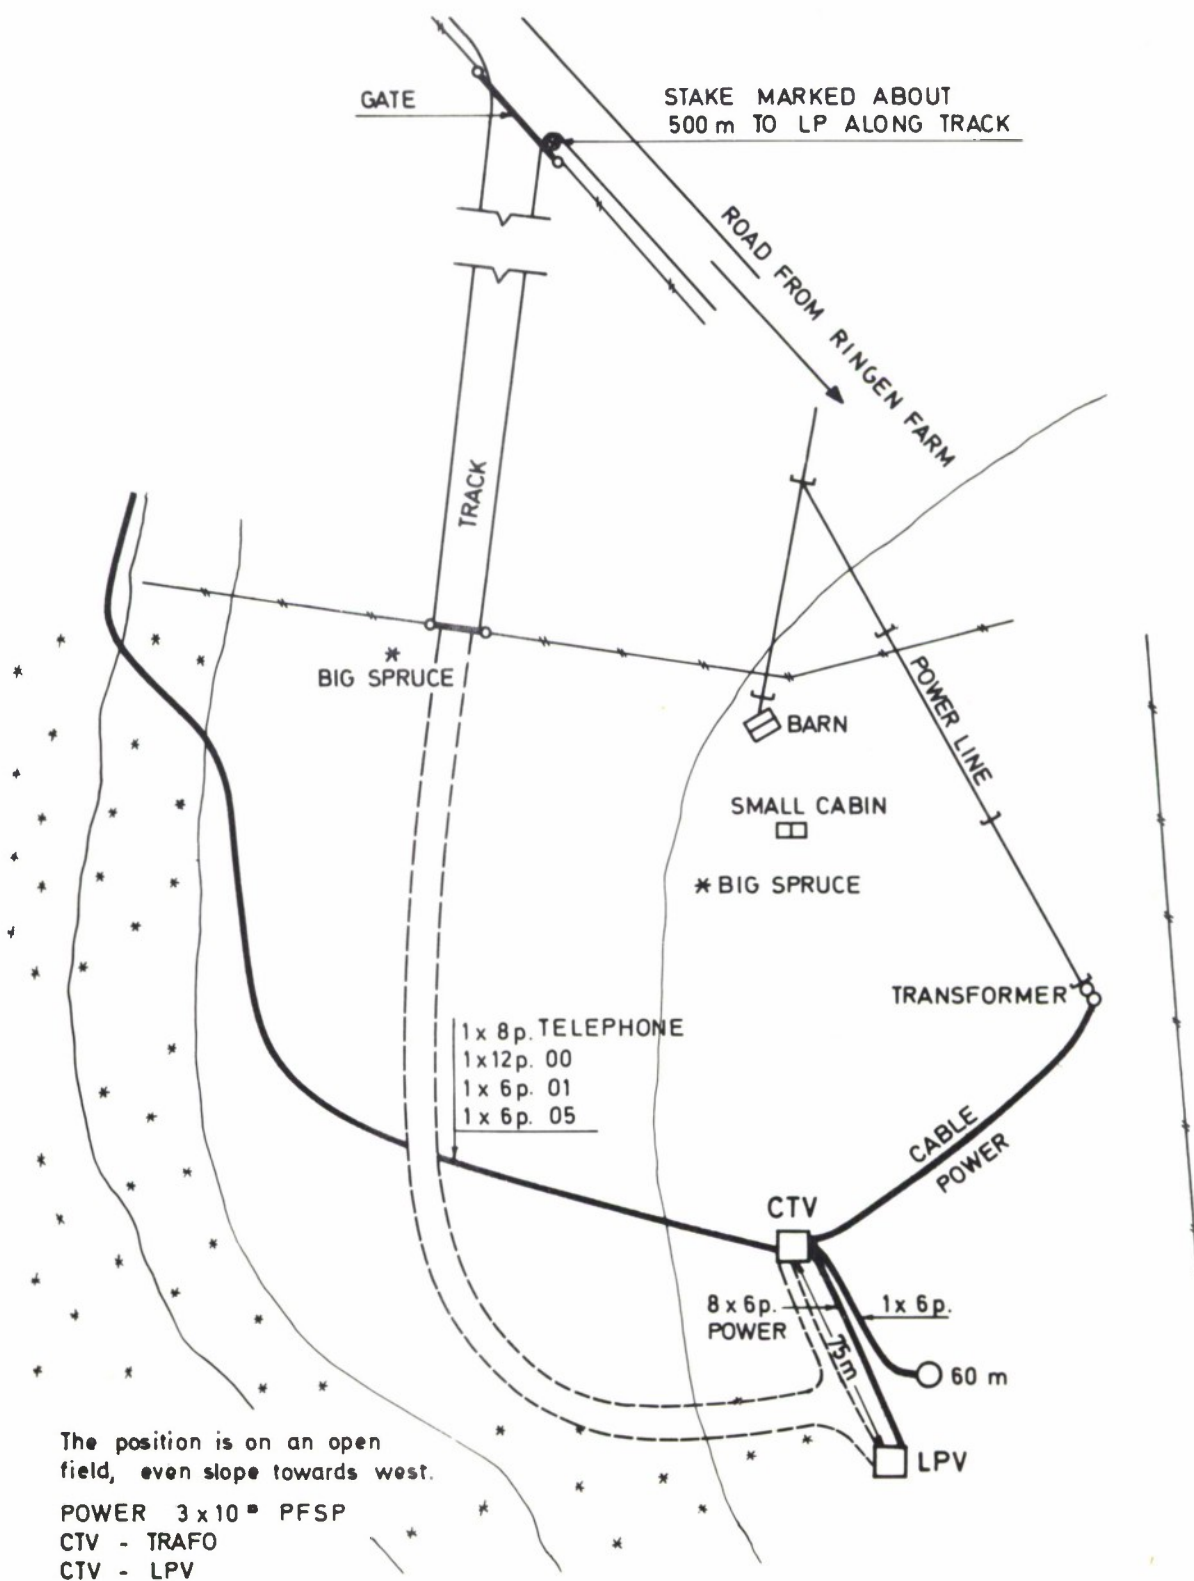 GATE
STAKE MARKED ABOUT
500 m TO LP ALONG TRACK
ROAD FROM RINGEN FARM
TRACK
BIG SPRUCE
BARN
POWER LINE
SMALL CABIN
BIG SPRUCE
TRANSFORMER
1 x 8 p. TELEPHONE
1 x 12 p. 00
1 x 6 p. 01
1 x 6 p. 05
CABLE
POWER
CTV
8 x 6 p.
POWER
1 x 6 p.
75 m
60 m
LPV
The position is on an open
field, even slope towards west.
POWER 3 x 10 ▫ PFSP
CTV - TRAFO
CTV - LPV